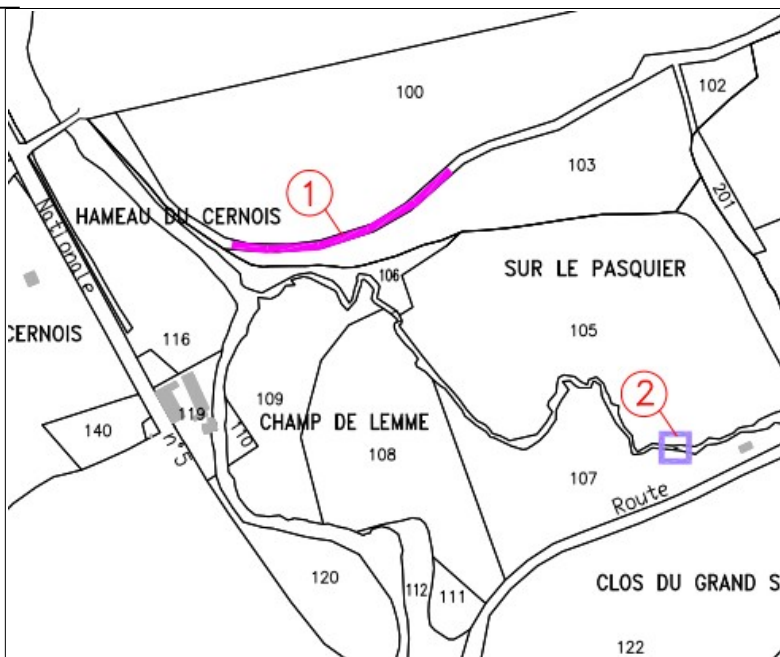 100
102
103
1
201
HAMEAU DU CERNOIS
Nationale
106
SUR LE PASQUIER
CERNOIS
116
105
109
2
119
110
140
CHAMP DE LEMME
n°5
108
107
Route
120
112
111
CLOS DU GRAND S
122